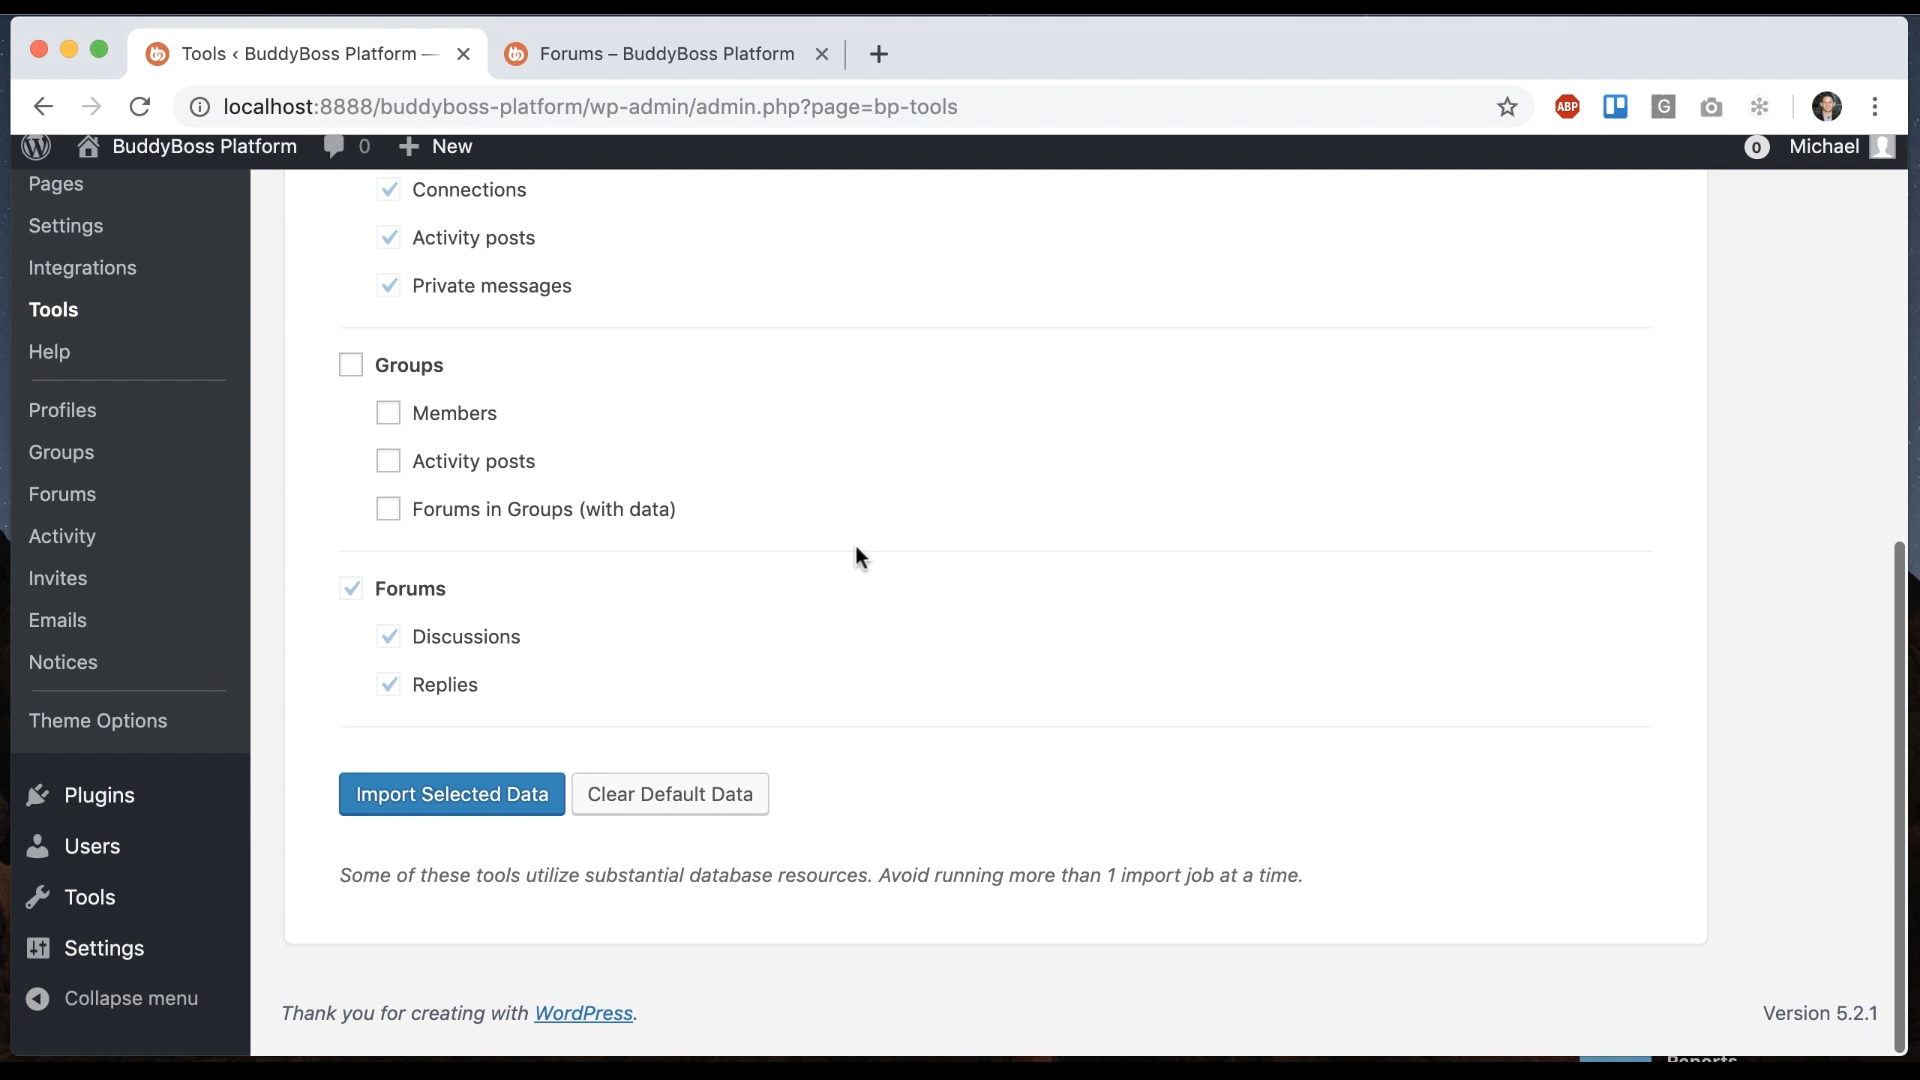 Tools ‹ BuddyBoss Platform —
Forums – BuddyBoss Platform
localhost:8888/buddyboss-platform/wp-admin/admin.php?page=bp-tools
ABP
G
BuddyBoss Platform
0
New
0
Michael
Pages
Settings
Integrations
Tools
Help
Profiles
Groups
Forums
Activity
Invites
Emails
Notices
Theme Options
Plugins
Users
Tools
Settings
Collapse menu
Connections
Activity posts
Private messages
Groups
Members
Activity posts
Forums in Groups (with data)
Forums
Discussions
Replies
Import Selected Data
Clear Default Data
Some of these tools utilize substantial database resources. Avoid running more than 1 import job at a time.
Thank you for creating with WordPress.
Version 5.2.1
Reports